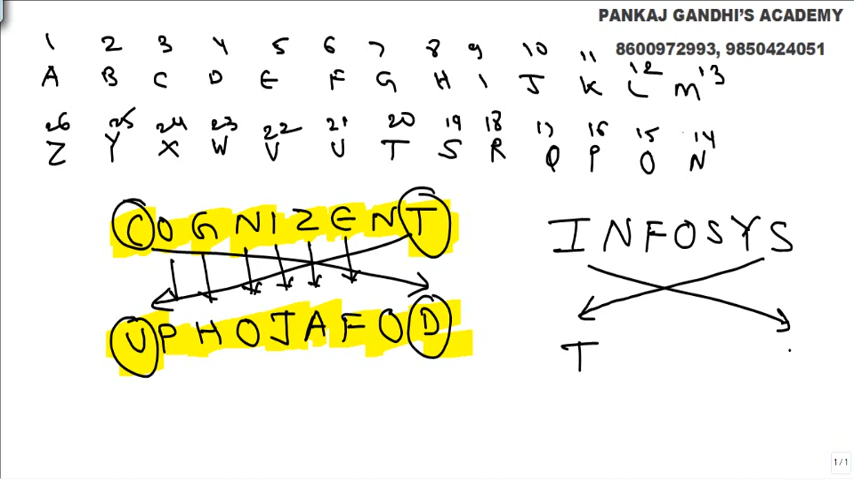 PANKAJ GANDHI'S ACADEMY
8600972993, 9850424051
1 2 3 4 5 6 7 8 9 10 11 12 13
A B C D E F G H I J K L M
26 25 24 23 22 21 20 19 18 17 16 15 14
Z Y X W V U T S R Q P O N
COGNIZENT
INFOSYS
UPHOJAFOD
T
1/1